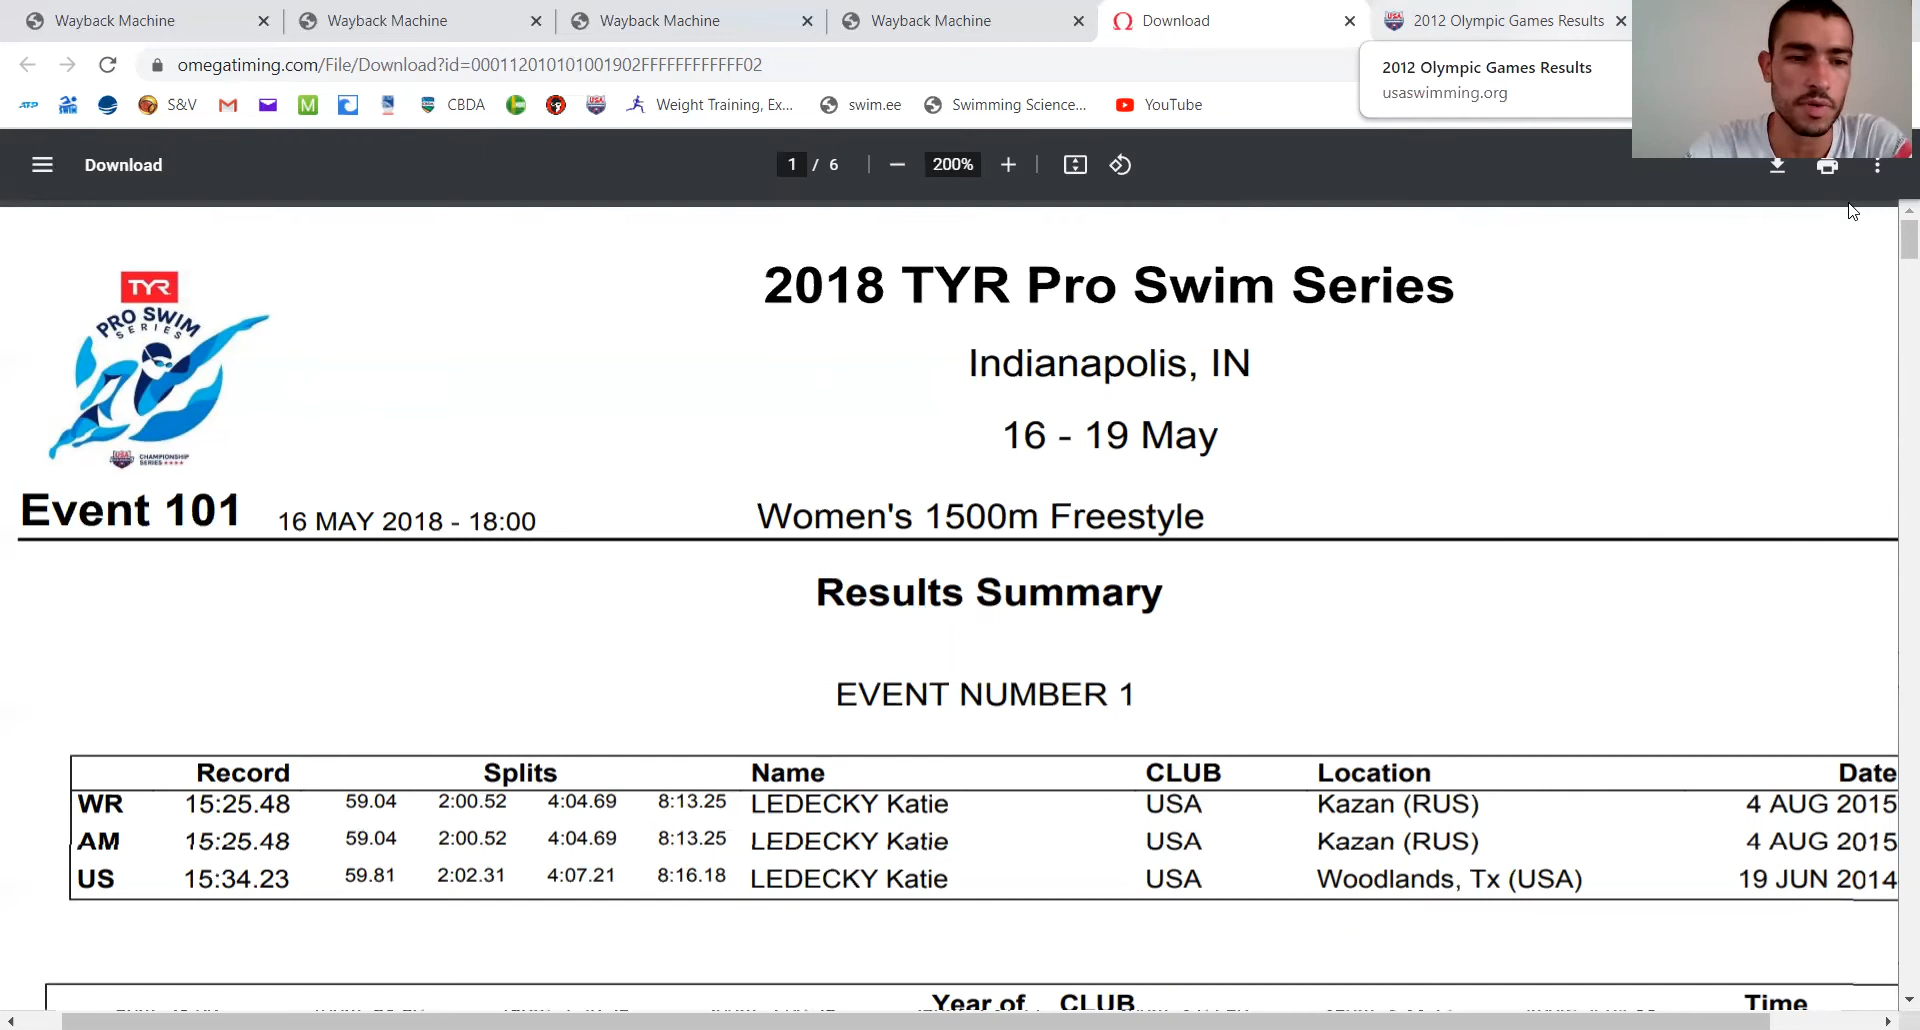 Wayback Machine
Wayback Machine
Wayback Machine
Wayback Machine
Download
2012 Olympic Games Results
omegatiming.com/File/Download?id=000112010101001902FFFFFFFFFFFF02
2012 Olympic Games Results
usaswimming.org
ATP
S&V
M
CBDA
Weight Training, Ex...
swim.ee
Swimming Science...
YouTube
Download
1 / 6
200%
TYR
PRO SWIM
SERIES
CHAMPIONSHIP
SERIES
2018 TYR Pro Swim Series
Indianapolis, IN
16 - 19 May
Event 101 16 MAY 2018 - 18:00 Women's 1500m Freestyle
Results Summary
EVENT NUMBER 1
Record Splits Name CLUB Location Date
WR 15:25.48 59.04 2:00.52 4:04.69 8:13.25 LEDECKY Katie USA Kazan (RUS) 4 AUG 2015
AM 15:25.48 59.04 2:00.52 4:04.69 8:13.25 LEDECKY Katie USA Kazan (RUS) 4 AUG 2015
US 15:34.23 59.81 2:02.31 4:07.21 8:16.18 LEDECKY Katie USA Woodlands, Tx (USA) 19 JUN 2014
Year of CLUB Time